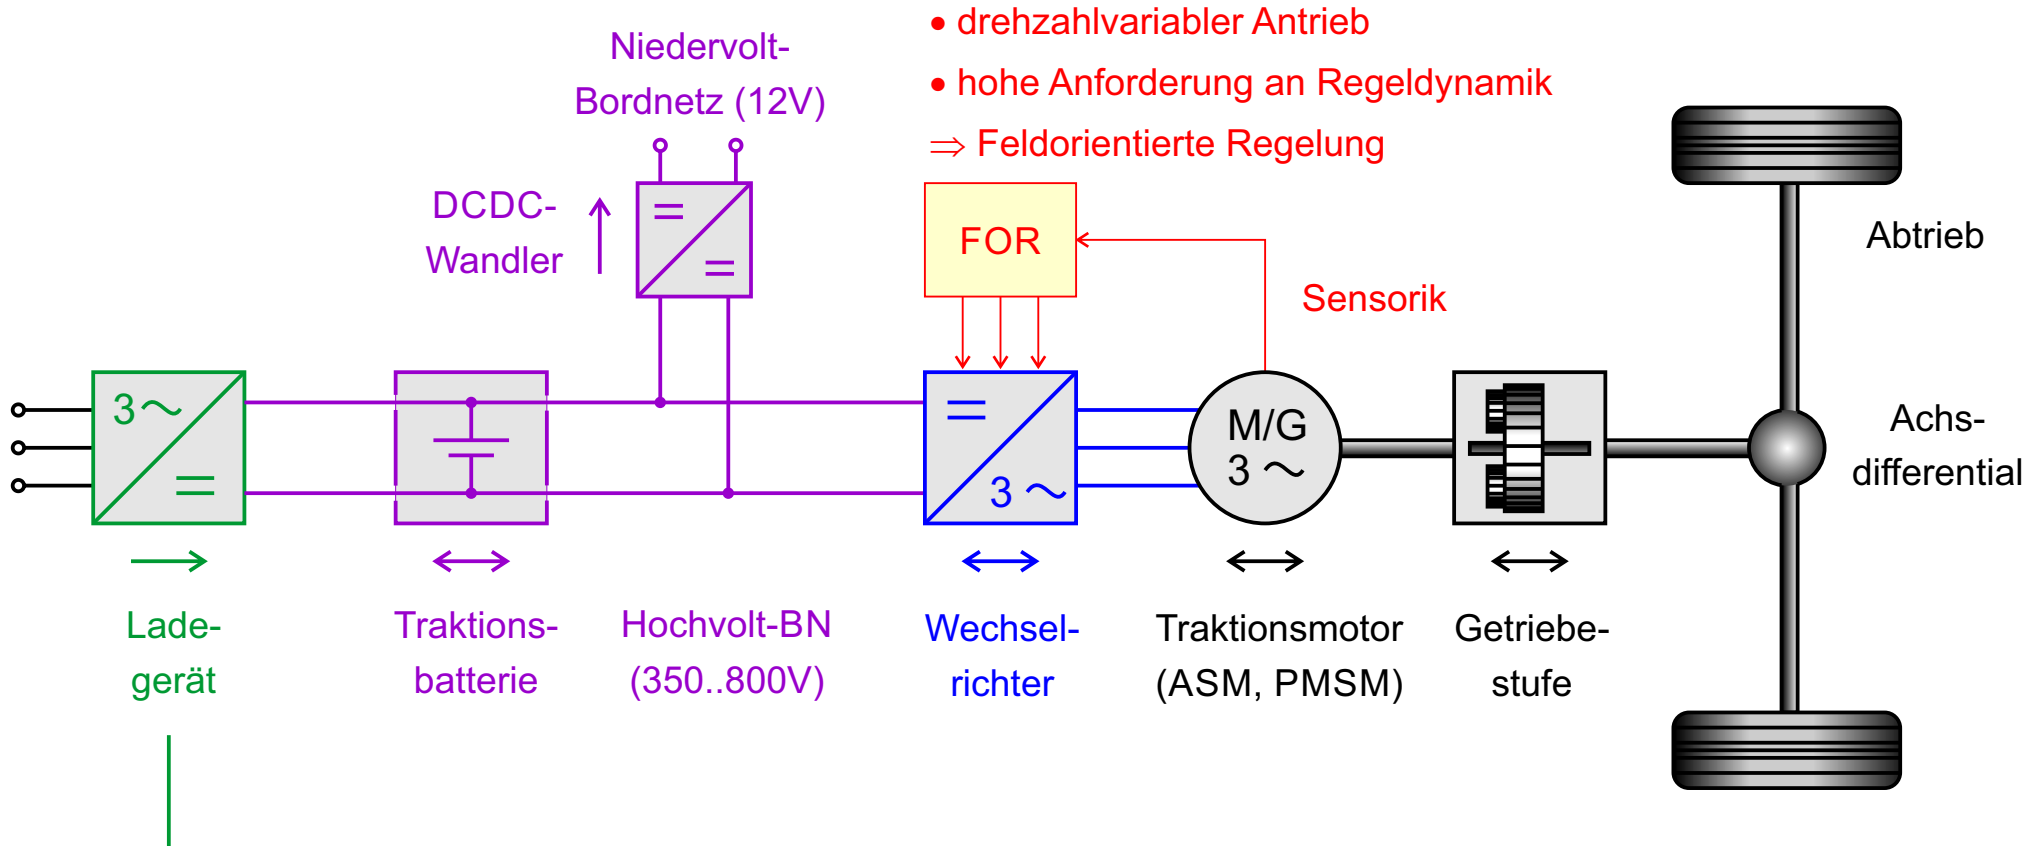 • drehzahlvariabler Antrieb
• hohe Anforderung an Regeldynamik
⇒ Feldorientierte Regelung
Niedervolt-
Bordnetz (12V)
DCDC-
Wandler
FOR
Sensorik
Abtrieb
3
M/G
3
3
Achs-
differential
Lade-
gerät
Traktions-
batterie
Hochvolt-BN
(350..800V)
Wechsel-
richter
Traktionsmotor
(ASM, PMSM)
Getriebe-
stufe